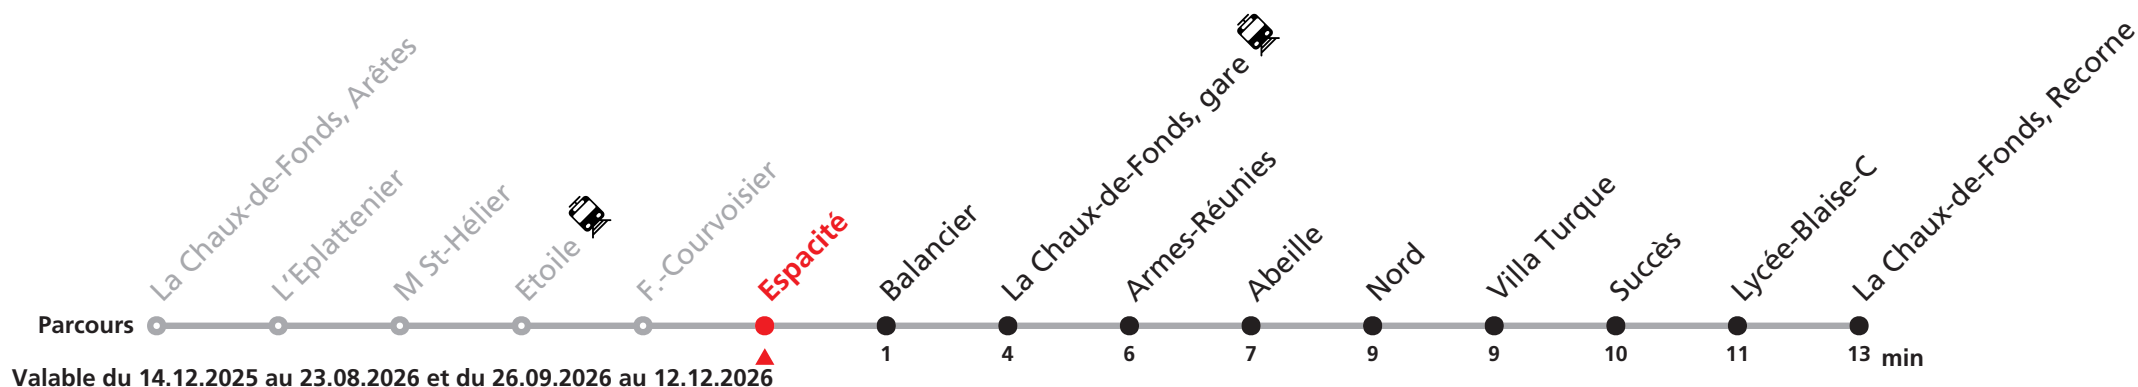 La Chaux-de-Fonds, Arêtes
L'Eplattenier
M St-Hélier
Etoile
F.-Courvoisier
Espacité
Balancier
La Chaux-de-Fonds, gare
Armes-Réunies
Abeille
Nord
Villa Turque
Succès
Lycée-Blaise-C
La Chaux-de-Fonds, Recorne
Parcours
1 4 6 7 9 9 10 11 13 min
Valable du 14.12.2025 au 23.08.2026 et du 26.09.2026 au 12.12.2026